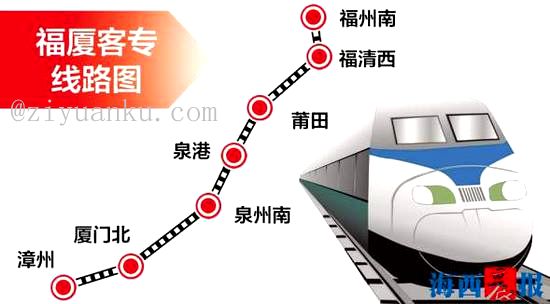 福厦客专
线路图
@ziyuanku.com
福州南
福清西
莆田
泉港
泉州南
厦门北
漳州
海西晨报